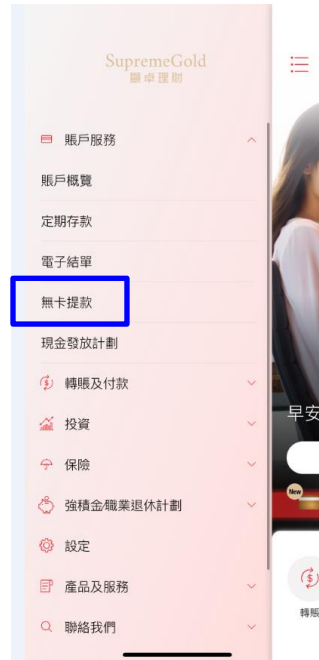 SupremeGold
顯卓理財
賬戶服務
賬戶概覽
定期存款
電子結單
無卡提款
現金發放計劃
轉賬及付款
投資
保險
強積金/職業退休計劃
設定
產品及服務
聯絡我們
早安
New
轉賬